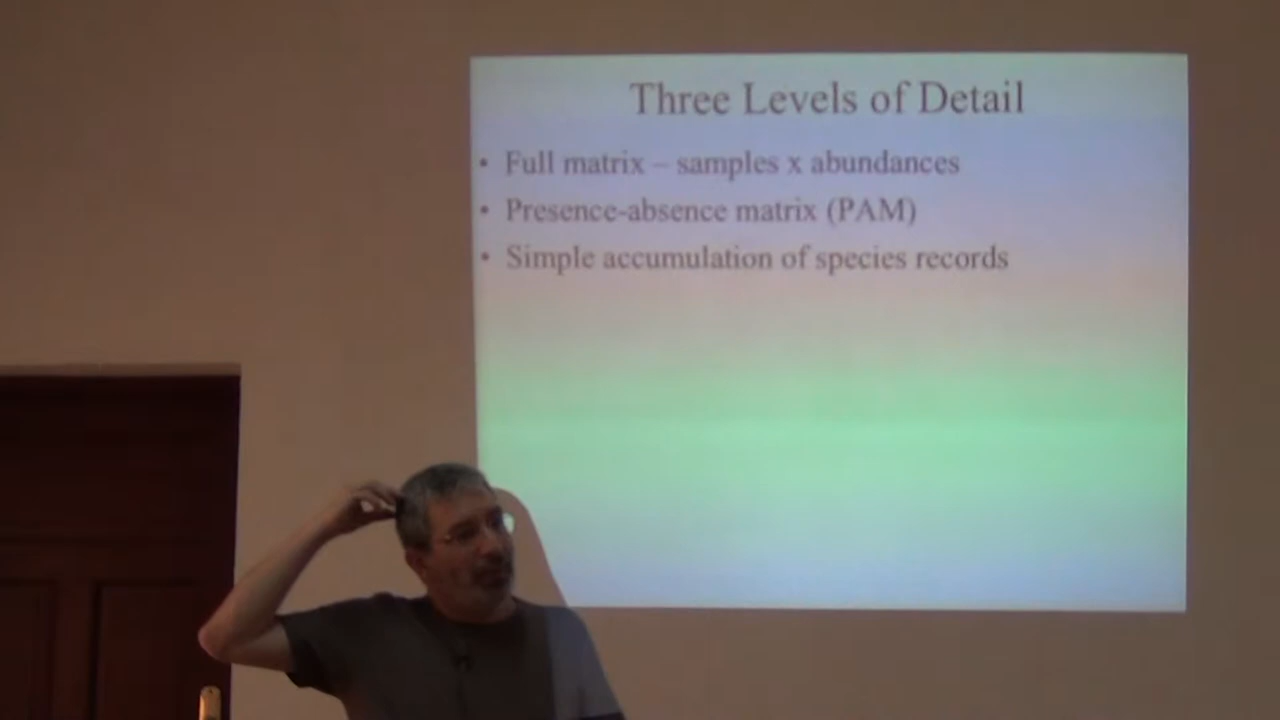 Three Levels of Detail
• Full matrix – samples x abundances
• Presence-absence matrix (PAM)
• Simple accumulation of species records